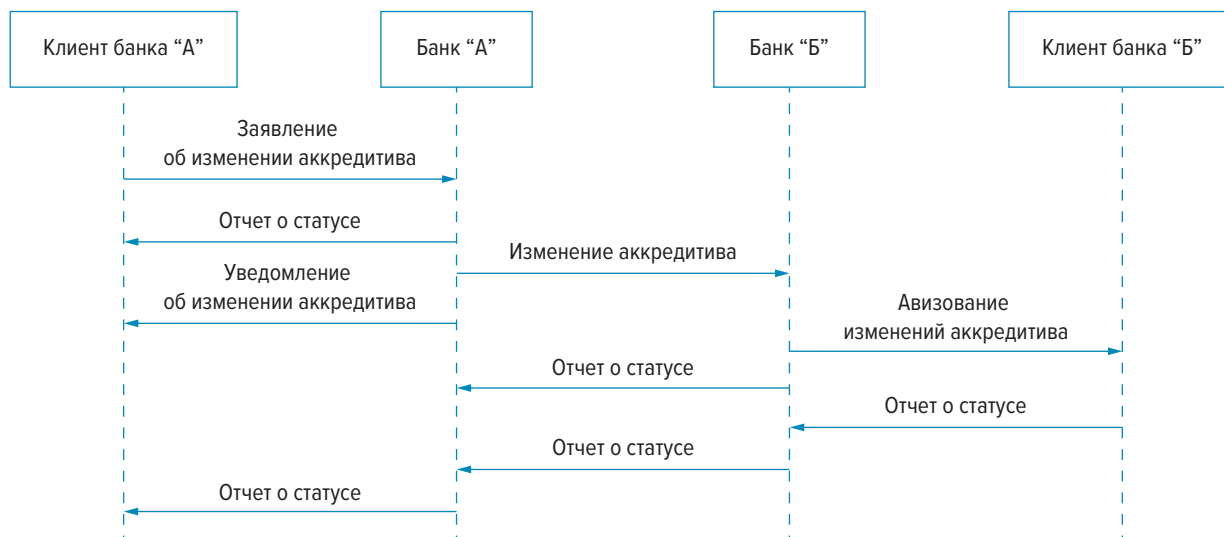 Клиент банка “А”
Банк “А”
Банк “Б”
Клиент банка “Б”
Заявление
об изменении аккредитива
Отчет о статусе
Изменение аккредитива
Уведомление
об изменении аккредитива
Авизование
изменений аккредитива
Отчет о статусе
Отчет о статусе
Отчет о статусе
Отчет о статусе